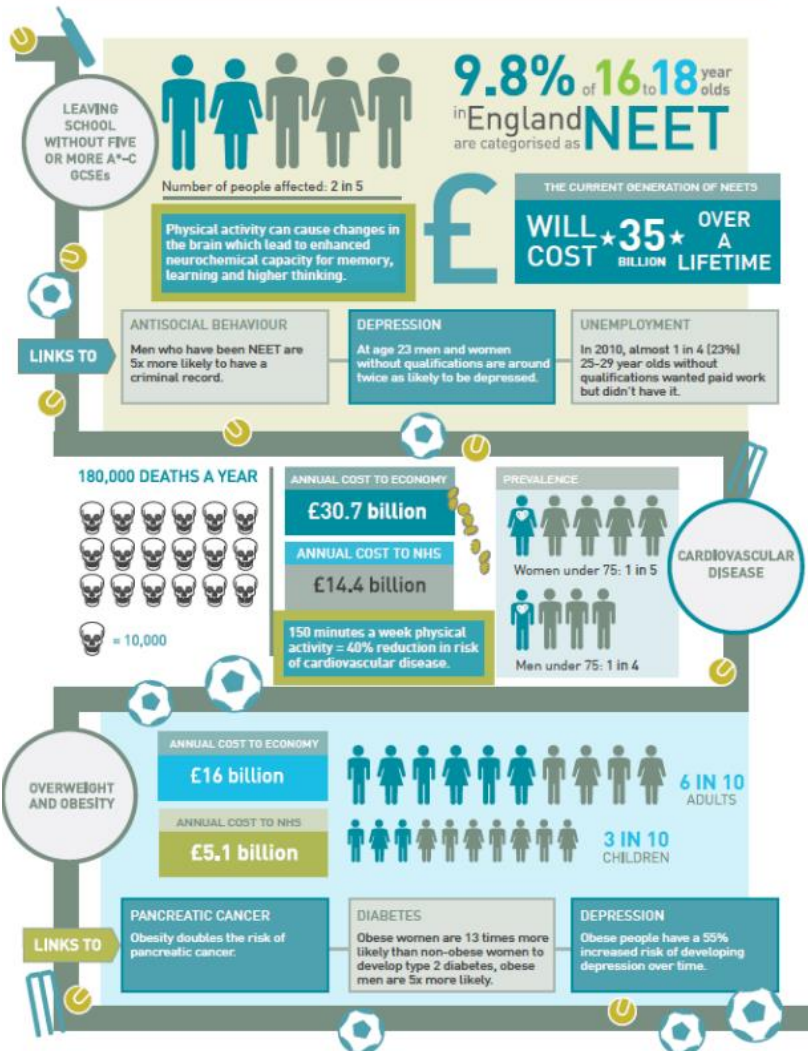 LEAVING
SCHOOL
WITHOUT FIVE
OR MORE A*–C
GCSEs
Number of people affected: 2 in 5
9.8% of 16 to 18 year olds
in England
are categorised as NEET
Physical activity can cause changes in
the brain which lead to enhanced
neurochemical capacity for memory,
learning and higher thinking.
£
THE CURRENT GENERATION OF NEETS
WILL COST ★ 35 BILLION ★ OVER A LIFETIME
LINKS TO
ANTISOCIAL BEHAVIOUR
Men who have been NEET are
5x more likely to have a
criminal record.
DEPRESSION
At age 23 men and women
without qualifications are around
twice as likely to be depressed.
UNEMPLOYMENT
In 2010, almost 1 in 4 (23%)
25-29 year olds without
qualifications wanted paid work
but didn't have it.
180,000 DEATHS A YEAR
= 10,000
ANNUAL COST TO ECONOMY
£30.7 billion
ANNUAL COST TO NHS
£14.4 billion
150 minutes a week physical
activity = 40% reduction in risk
of cardiovascular disease.
PREVALENCE
Women under 75: 1 in 5
Men under 75: 1 in 4
CARDIOVASCULAR
DISEASE
OVERWEIGHT
AND OBESITY
ANNUAL COST TO ECONOMY
£16 billion
ANNUAL COST TO NHS
£5.1 billion
6 IN 10
ADULTS
3 IN 10
CHILDREN
LINKS TO
PANCREATIC CANCER
Obesity doubles the risk of
pancreatic cancer.
DIABETES
Obese women are 13 times more
likely than non-obese women to
develop type 2 diabetes, obese
men are 5x more likely.
DEPRESSION
Obese people have a 55%
increased risk of developing
depression over time.